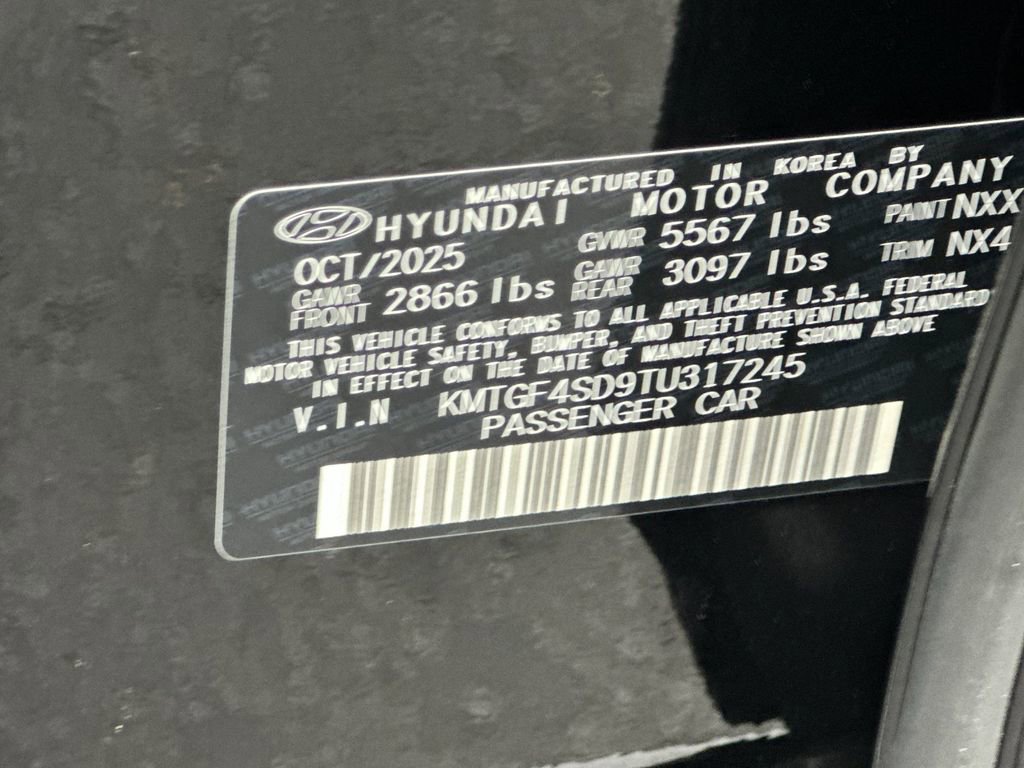 MANUFACTURED IN KOREA BY
HYUNDAI MOTOR COMPANY
OCT/2025 GVWR 5567 lbs PAINT NXX
GAWR FRONT 2866 lbs GAWR REAR 3097 lbs TRIM NX4
THIS VEHICLE CONFORMS TO ALL APPLICABLE U.S.A. FEDERAL
MOTOR VEHICLE SAFETY, BUMPER, AND THEFT PREVENTION STANDARD
IN EFFECT ON THE DATE OF MANUFACTURE SHOWN ABOVE
V.I.N KMTGF4SD9TU317245
PASSENGER CAR